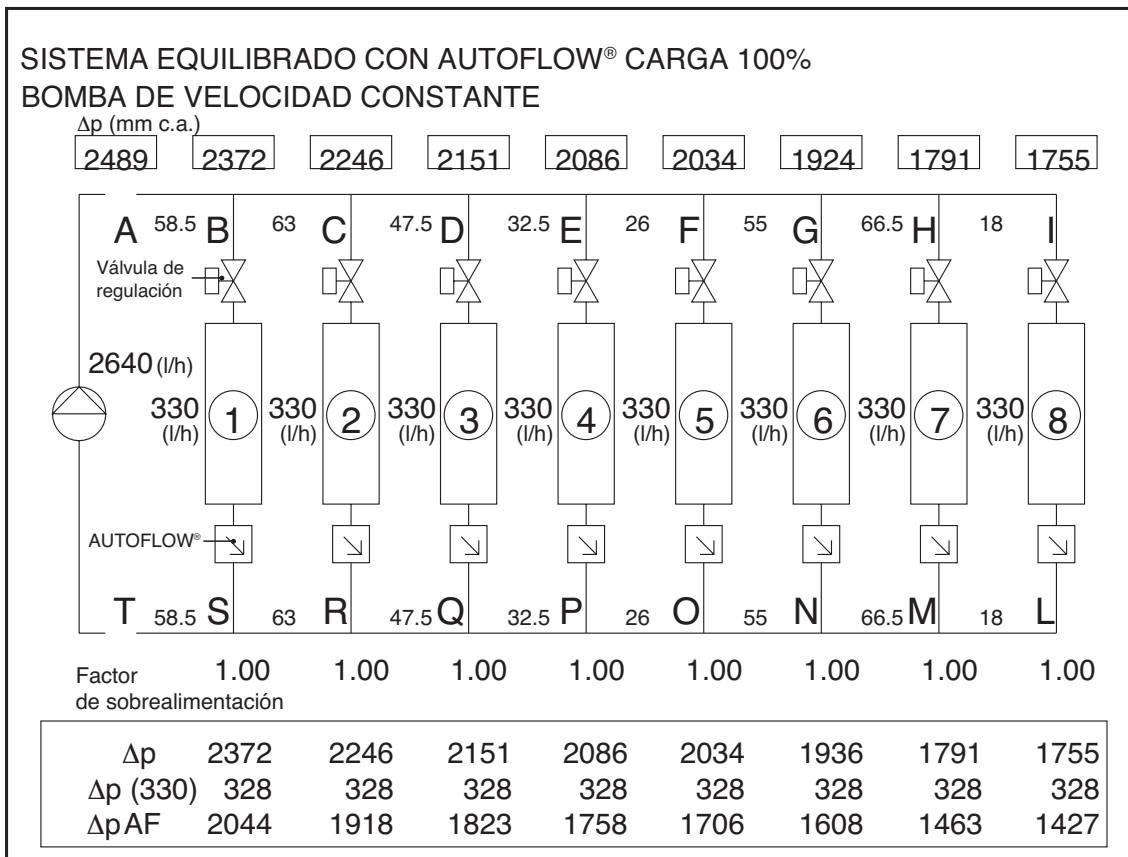 SISTEMA EQUILIBRADO CON AUTOFLOW® CARGA 100%
BOMBA DE VELOCIDAD CONSTANTE
Δp (mm c.a.)
2489 2372 2246 2151 2086 2034 1924 1791 1755
A 58.5 B 63 C 47.5 D 32.5 E 26 F 55 G 66.5 H 18 I
Válvula de
regulación
2640 (l/h)
330 1 330 2 330 3 330 4 330 5 330 6 330 7 330 8
(l/h) (l/h) (l/h) (l/h) (l/h) (l/h) (l/h) (l/h)
AUTOFLOW®
T 58.5 S 63 R 47.5 Q 32.5 P 26 O 55 N 66.5 M 18 L
Factor 1.00 1.00 1.00 1.00 1.00 1.00 1.00 1.00
de sobrealimentación
Δp 2372 2246 2151 2086 2034 1936 1791 1755
Δp (330) 328 328 328 328 328 328 328 328
Δp AF 2044 1918 1823 1758 1706 1608 1463 1427